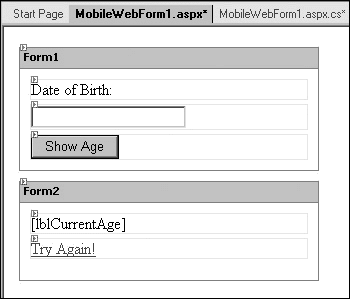 Start Page MobileWebForm1.aspx* MobileWebForm1.aspx.cs*
Form1
Date of Birth:
Show Age
Form2
[lblCurrentAge]
Try Again!